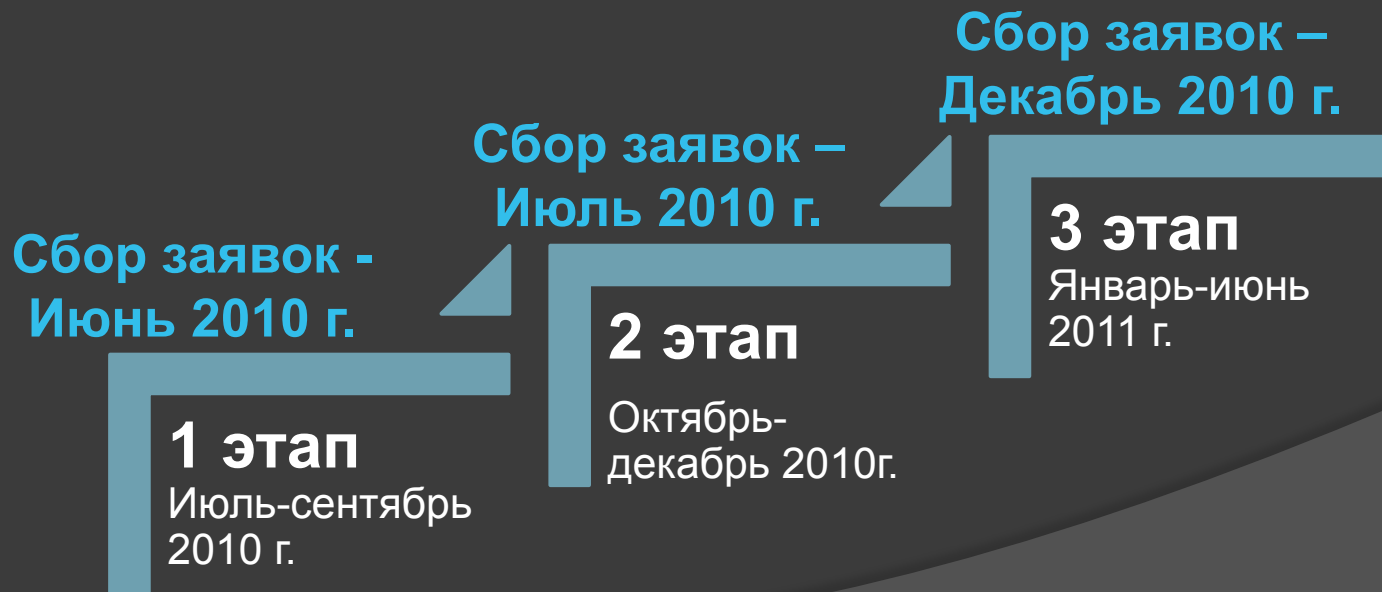 Сбор заявок -
Июнь 2010 г.
1 этап
Июль-сентябрь
2010 г.
Сбор заявок –
Июль 2010 г.
2 этап
Октябрь-
декабрь 2010г.
Сбор заявок –
Декабрь 2010 г.
3 этап
Январь-июнь
2011 г.